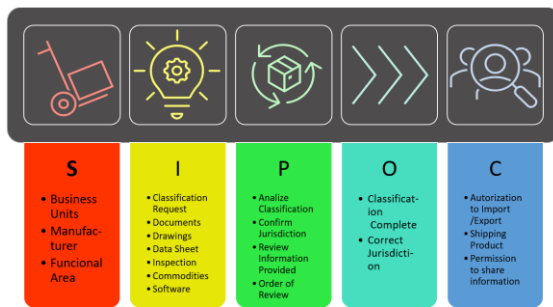 S
• Business
Units
• Manufac-
turer
• Funcional
Area
I
• Classification
Request
• Documents
• Drawings
• Data Sheet
• Inspection
• Commodities
• Software
P
• Analize
Classification
• Confirm
Jurisdiction
• Review
Information
Provided
• Order of
Review
O
• Classificat-
ion Complete
• Correct
Jurisdicti-
on
C
• Autorization
to Import
/Export
• Shipping
Product
• Permission
to share
information